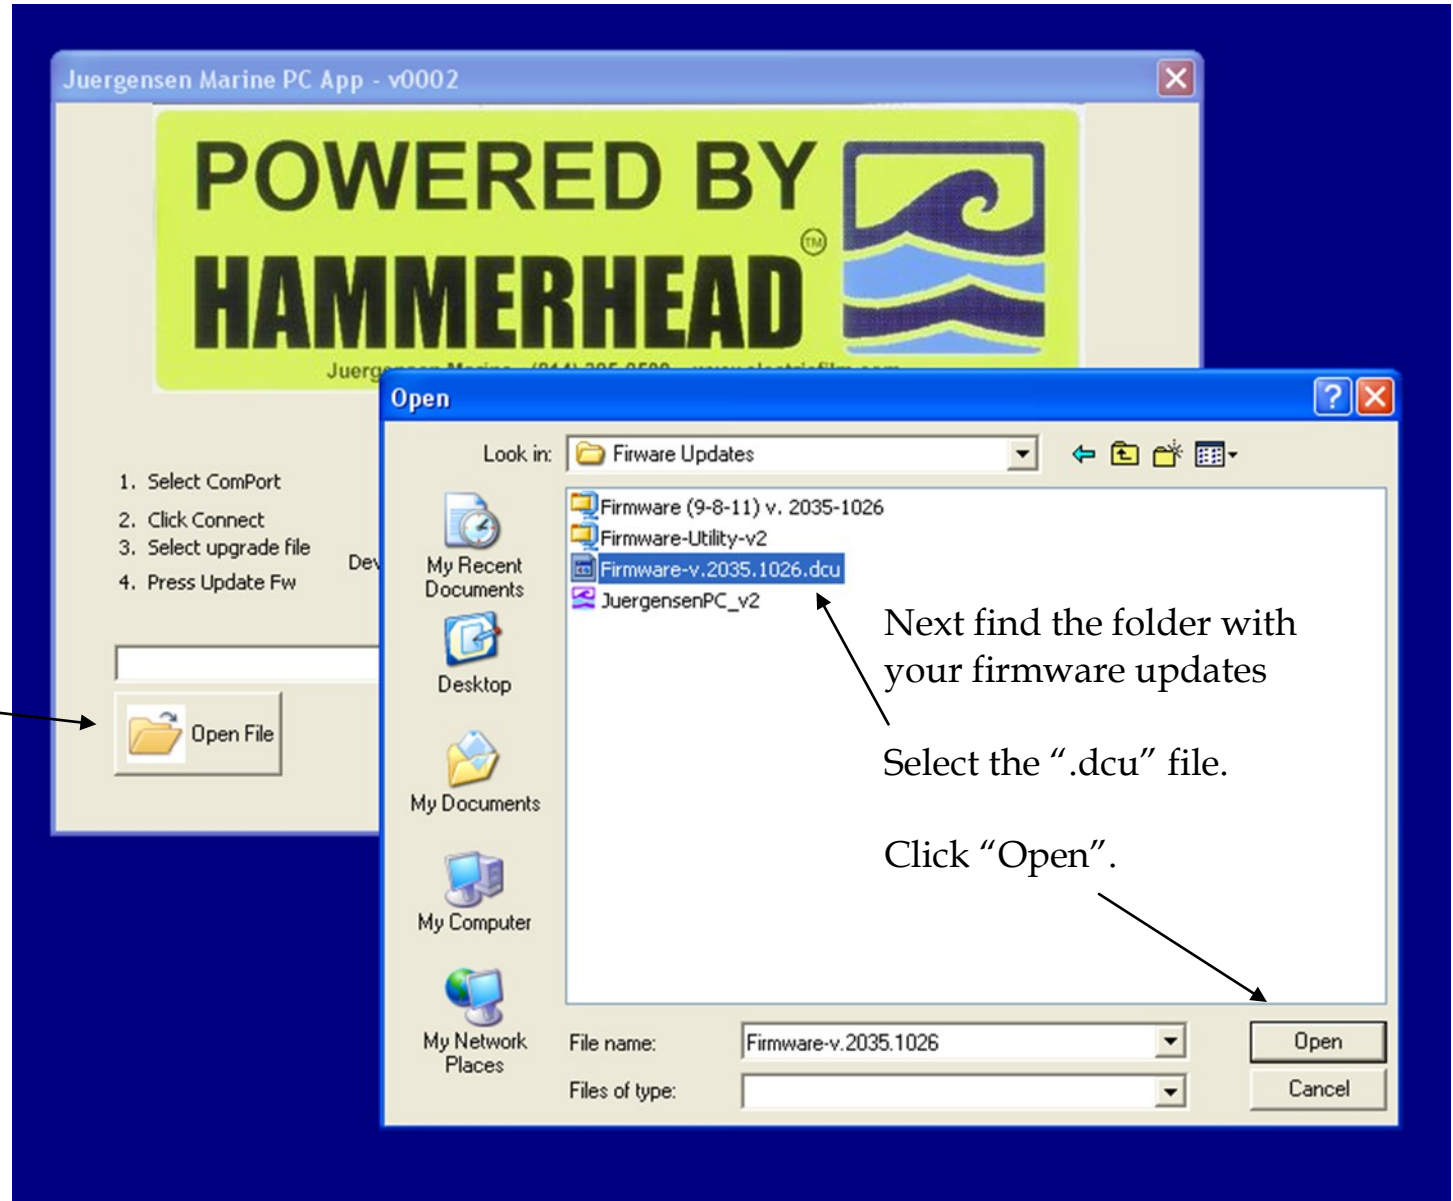 Juergensen Marine PC App - v0002
POWERED BY
HAMMERHEAD
TM
Open
Look in:
Firware Updates
1. Select ComPort
2. Click Connect
3. Select upgrade file
4. Press Update Fw
Open File
My Recent
Documents
Desktop
My Documents
My Computer
My Network
Places
Firmware (9-8-11) v. 2035-1026
Firmware-Utility-v2
Firmware-v.2035.1026.dcu
JuergensenPC_v2
Next find the folder with
your firmware updates
Select the “.dcu” file.
Click “Open”.
File name:
Firmware-v.2035.1026
Open
Files of type:
Cancel